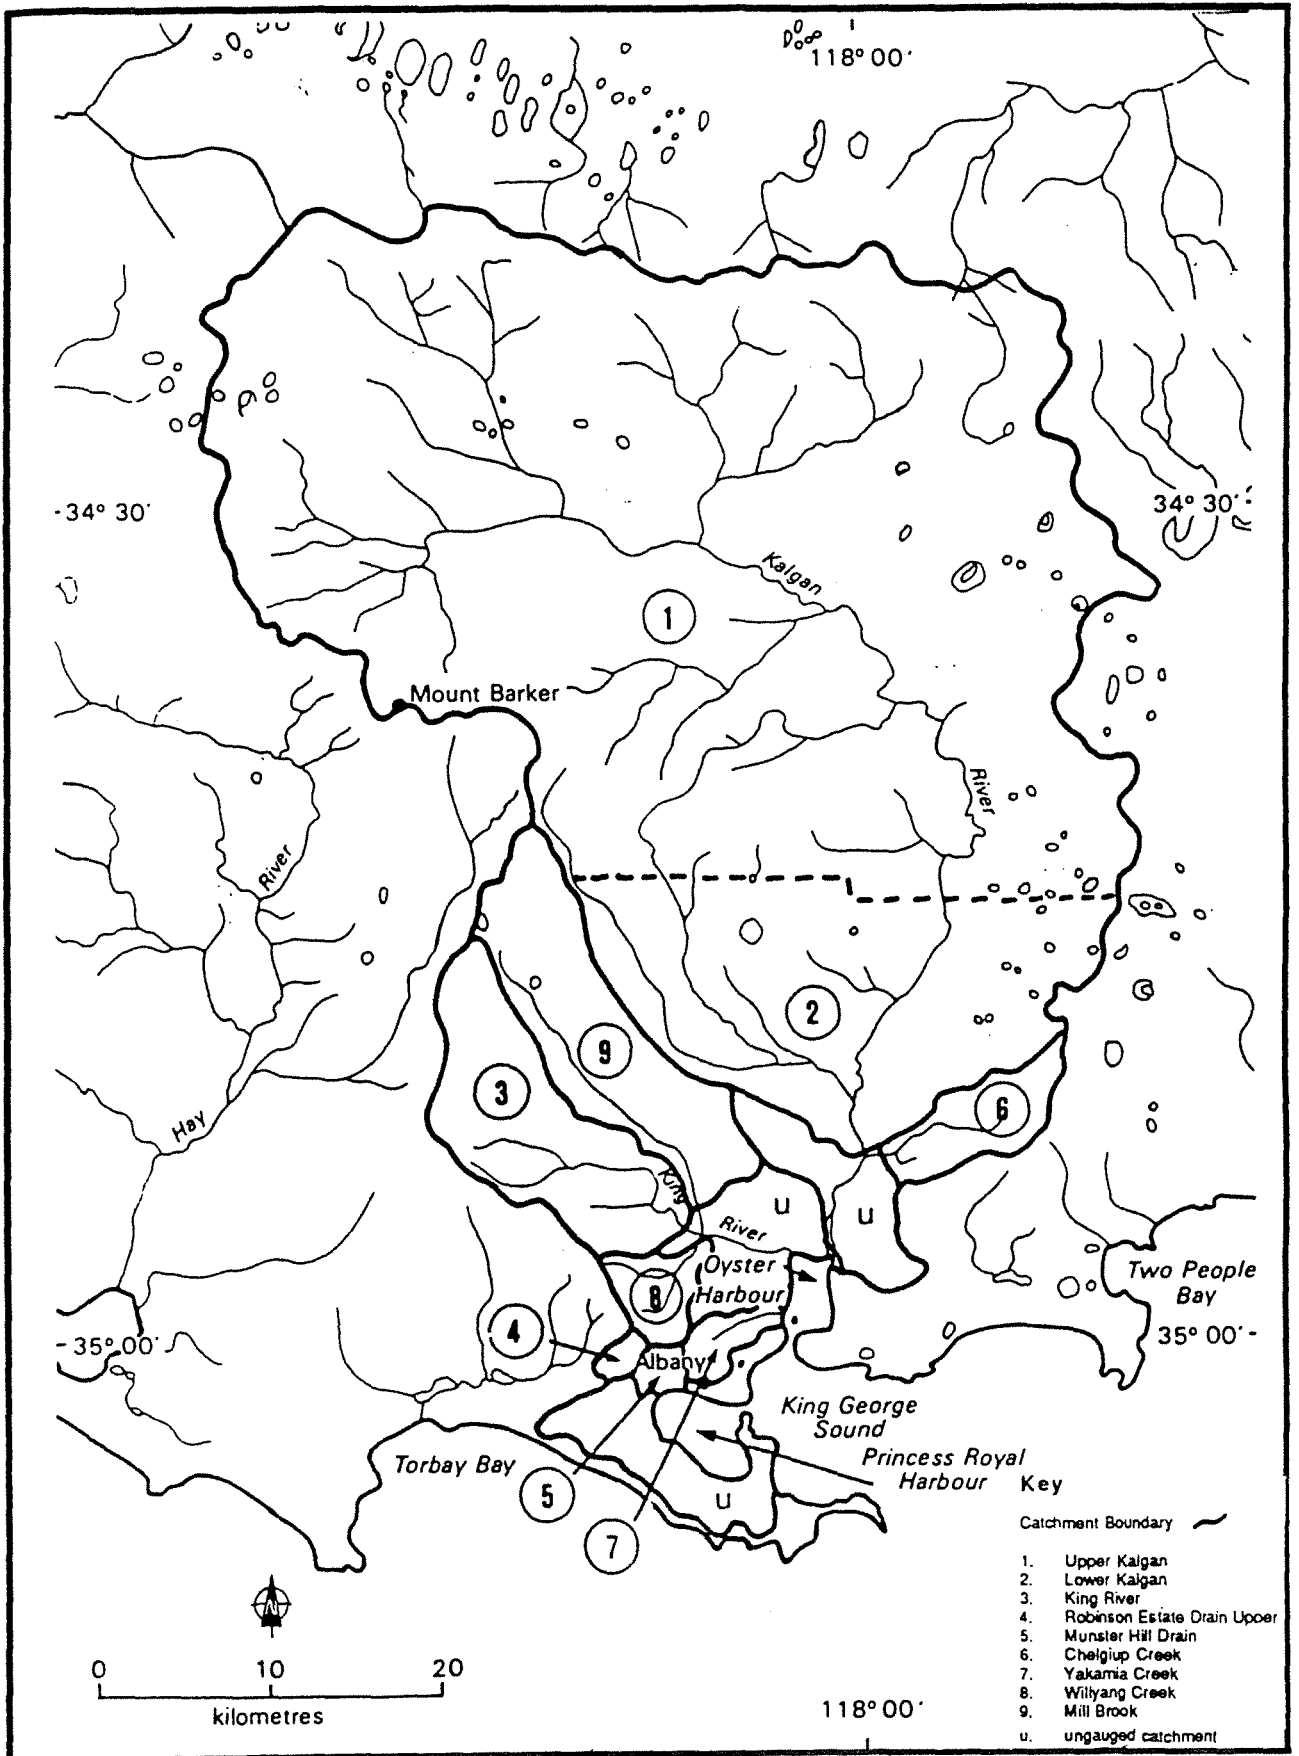 118° 00'
-34° 30'
34° 30'
Kalgan
1
Mount Barker
River
River
2
9
3
6
Hay
King
u
u
River
Oyster
Harbour
Two People
Bay
8
4
-35° 00'
35° 00'-
Albany
King George
Sound
Torbay Bay
Princess Royal
Harbour
5
u
7
Key
Catchment Boundary
1. Upper Kalgan
2. Lower Kalgan
3. King River
4. Robinson Estate Drain Upper
5. Munster Hill Drain
6. Chelgiup Creek
7. Yakamia Creek
8. Willyang Creek
9. Mill Brook
u. ungauged catchment
N
0 10 20
kilometres
118° 00'